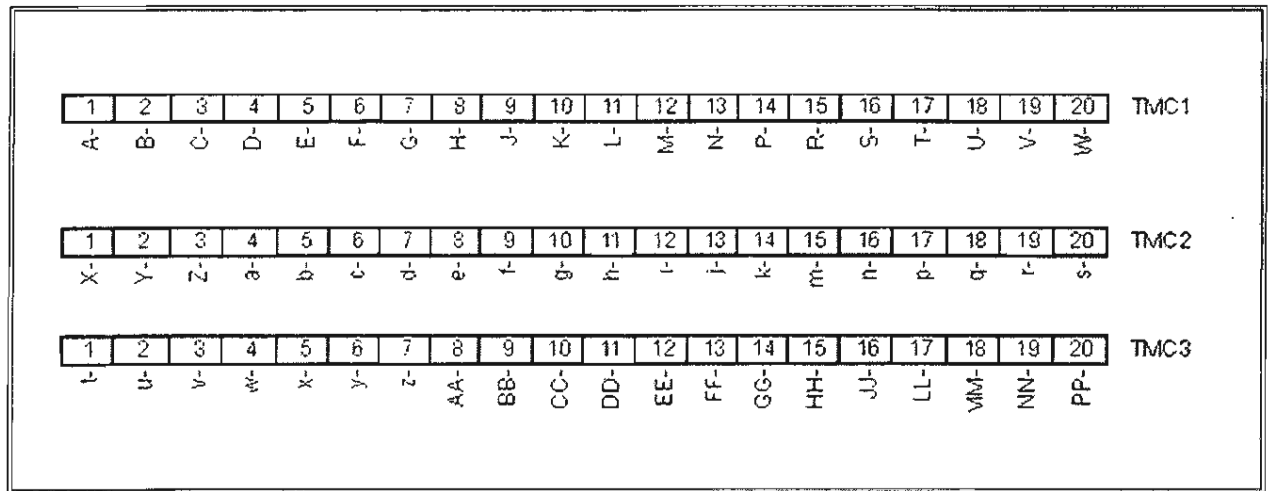 1 2 3 4 5 6 7 8 9 10 11 12 13 14 15 16 17 18 19 20 TMC1
A- B- C- D- E- F- G- H- J- K- L- M- N- P- R- S- T- U- V- W-
1 2 3 4 5 6 7 8 9 10 11 12 13 14 15 16 17 18 19 20 TMC2
X- Y- Z- a- b- c- d- e- f- g- h- i- j- k- m- n- p- q- r- s-
1 2 3 4 5 6 7 8 9 10 11 12 13 14 15 16 17 18 19 20 TMC3
t- u- v- w- x- y- z- AA- BB- CC- DD- EE- FF- GG- HH- JJ- LL- MM- NN- PP-